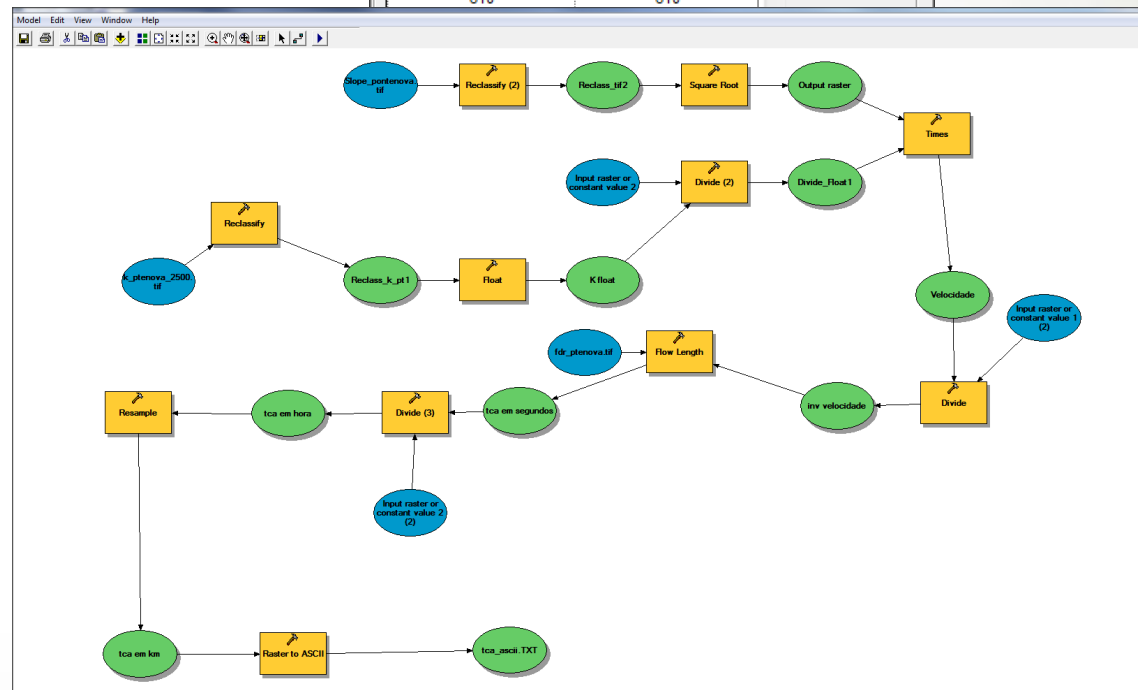 Model Edit View Window Help
Slope_pontenova.
tif
Reclassify (2)
Reclass_tif2
Square Root
Output raster
Times
Input raster or
constant value 2
Divide (2)
Divide_Float1
Reclassify
k_ptenova_2500.
tif
Reclass_k_pt1
Float
K float
Velocidade
Input raster or
constant value 1
(2)
fdr_ptenova.tif
Flow Length
Resample
tca em hora
Divide (3)
tca em segundos
inv velocidade
Divide
Input raster or
constant value 2
(2)
tca em km
Raster to ASCII
tca_ascii.TXT